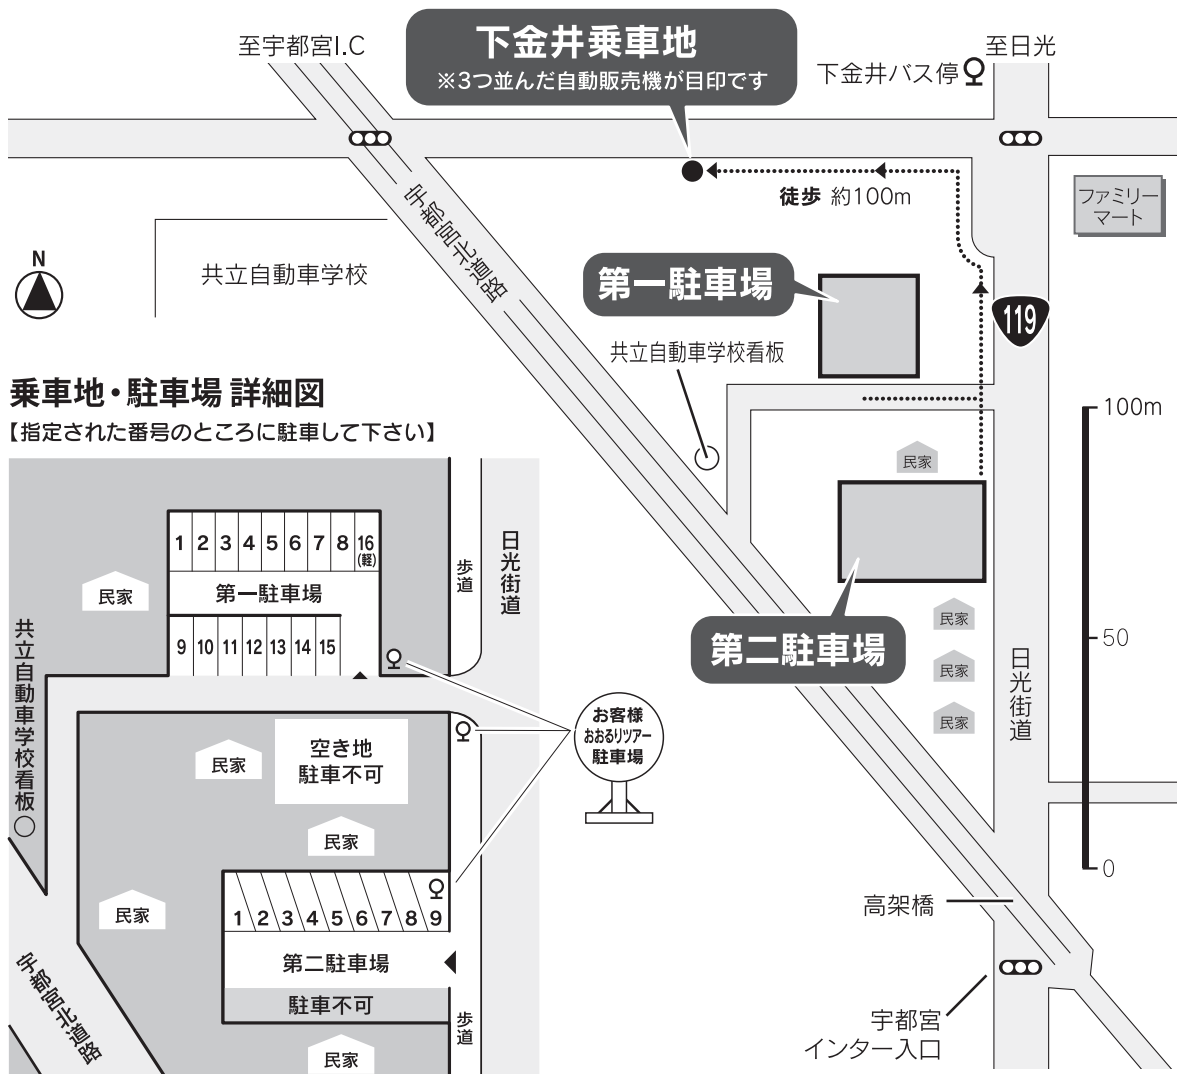 至宇都宮I.C
下金井乗車地
※3つ並んだ自動販売機が目印です
下金井バス停
至日光
徒歩 約100m
ファミリー
マート
宇都宮北道路
N
共立自動車学校
第一駐車場
119
共立自動車学校看板
100m
民家
第二駐車場
民家
民家
民家
50
日光街道
0
高架橋
宇都宮
インター入口
乗車地・駐車場 詳細図
【指定された番号のところに駐車して下さい】
1 2 3 4 5 6 7 8 16
(軽)
民家
第一駐車場
9 10 11 12 13 14 15
歩道
日光街道
共立自動車学校看板
お客様
おおるりツアー
駐車場
民家
空き地
駐車不可
民家
民家
1 2 3 4 5 6 7 8 9
第二駐車場
駐車不可
歩道
民家
宇都宮北道路